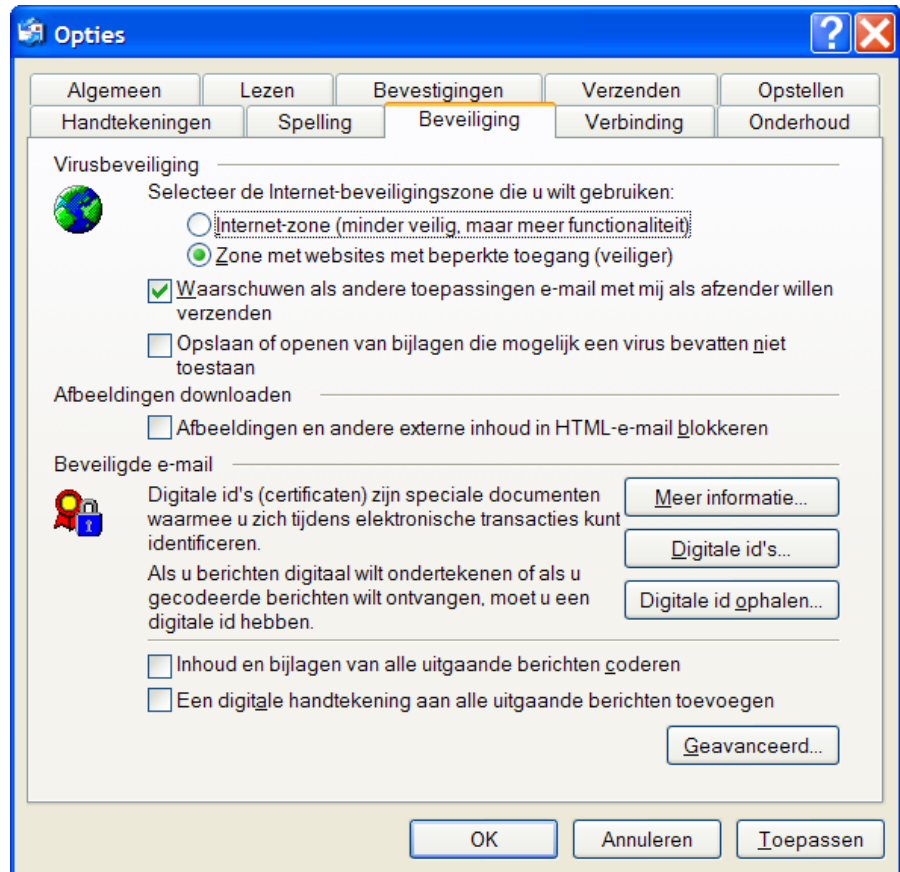 Opties
Algemeen Lezen Bevestigingen Verzenden Opstellen
Handtekeningen Spelling Beveiliging Verbinding Onderhoud
Virusbeveiliging
Selecteer de Internet-beveiligingszone die u wilt gebruiken:
Internet-zone (minder veilig, maar meer functionaliteit)
Zone met websites met beperkte toegang (veiliger)
Waarschuwen als andere toepassingen e-mail met mij als afzender willen
verzenden
Opslaan of openen van bijlagen die mogelijk een virus bevatten niet
toestaan
Afbeeldingen downloaden
Afbeeldingen en andere externe inhoud in HTML-e-mail blokkeren
Beveiligde e-mail
Digitale id's (certificaten) zijn speciale documenten
waarmee u zich tijdens elektronische transacties kunt
identificeren.
Meer informatie...
Digitale id's...
Als u berichten digitaal wilt ondertekenen of als u
gecodeerde berichten wilt ontvangen, moet u een
digitale id hebben.
Digitale id ophalen...
Inhoud en bijlagen van alle uitgaande berichten coderen
Een digitale handtekening aan alle uitgaande berichten toevoegen
Geavanceerd...
OK Annuleren Toepassen